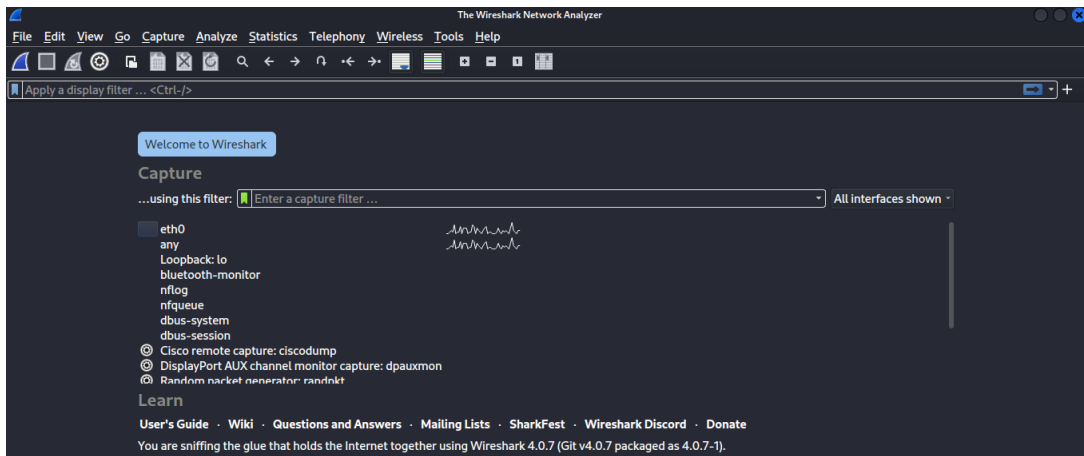 The Wireshark Network Analyzer
File Edit View Go Capture Analyze Statistics Telephony Wireless Tools Help
Apply a display filter ... <Ctrl-/>
Welcome to Wireshark
Capture
...using this filter: Enter a capture filter ... All interfaces shown
eth0
any
Loopback: lo
bluetooth-monitor
nflog
nfqueue
dbus-system
dbus-session
Cisco remote capture: ciscodump
DisplayPort AUX channel monitor capture: dpauxmon
Random packet generator: randpkt
Learn
User's Guide · Wiki · Questions and Answers · Mailing Lists · SharkFest · Wireshark Discord · Donate
You are sniffing the glue that holds the Internet together using Wireshark 4.0.7 (Git v4.0.7 packaged as 4.0.7-1).